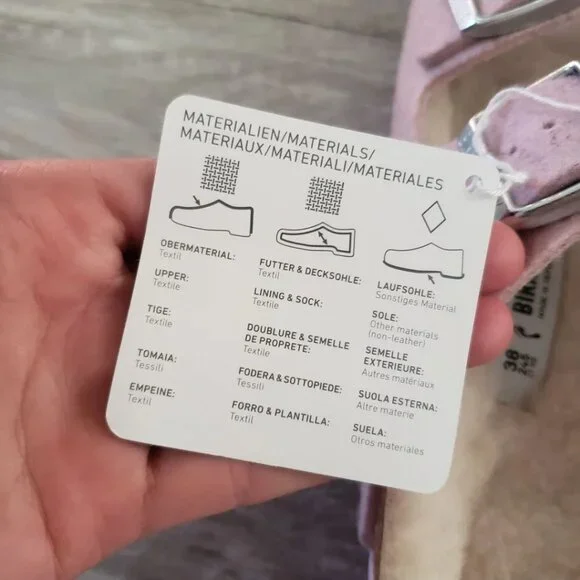 MATERIALIEN/MATERIALS/
MATERIAUX/MATERIALI/MATERIALES
OBERMATERIAL:
Textil
UPPER:
Textile
TIGE:
Textile
TOMAIA:
Tessili
EMPEINE:
Textil
FUTTER & DECKSOHLE:
Textil
LINING & SOCK:
Textile
DOUBLURE & SEMELLE
DE PROPRETE:
Textile
FODERA & SOTTOPIEDE:
Tessili
FORRO & PLANTILLA:
Textil
LAUFSOHLE:
Sonstiges Material
SOLE:
Other materials
(non-leather)
SEMELLE
EXTERIEURE:
Autres matériaux
SUOLA ESTERNA:
Altre materie
SUELA:
Otros materiales
38
245